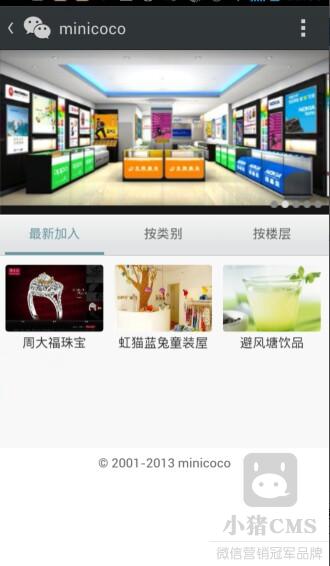 minicoco
NOKIA
最新加入
按类别
按楼层
周大福珠宝
虹猫蓝兔童装屋
避风塘饮品
© 2001-2013 minicoco
小猪CMS
微信营销冠军品牌